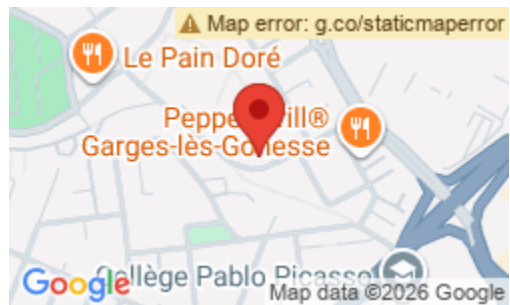 ⚠ Map error: g.co/staticmaperror
Le Pain Doré
Pepper Grill®
Garges-lès-Gonesse
Collège Pablo Picasso
Google
Map data ©2026 Google